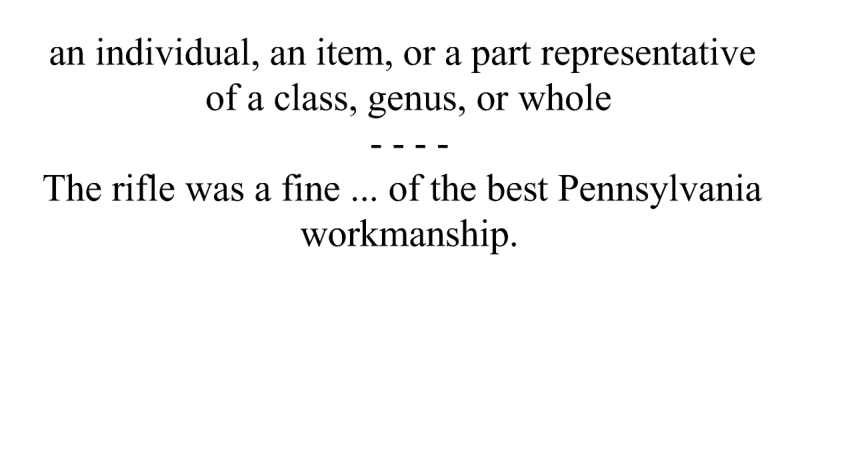 an individual, an item, or a part representative
of a class, genus, or whole
- - - -
The rifle was a fine ... of the best Pennsylvania
workmanship.